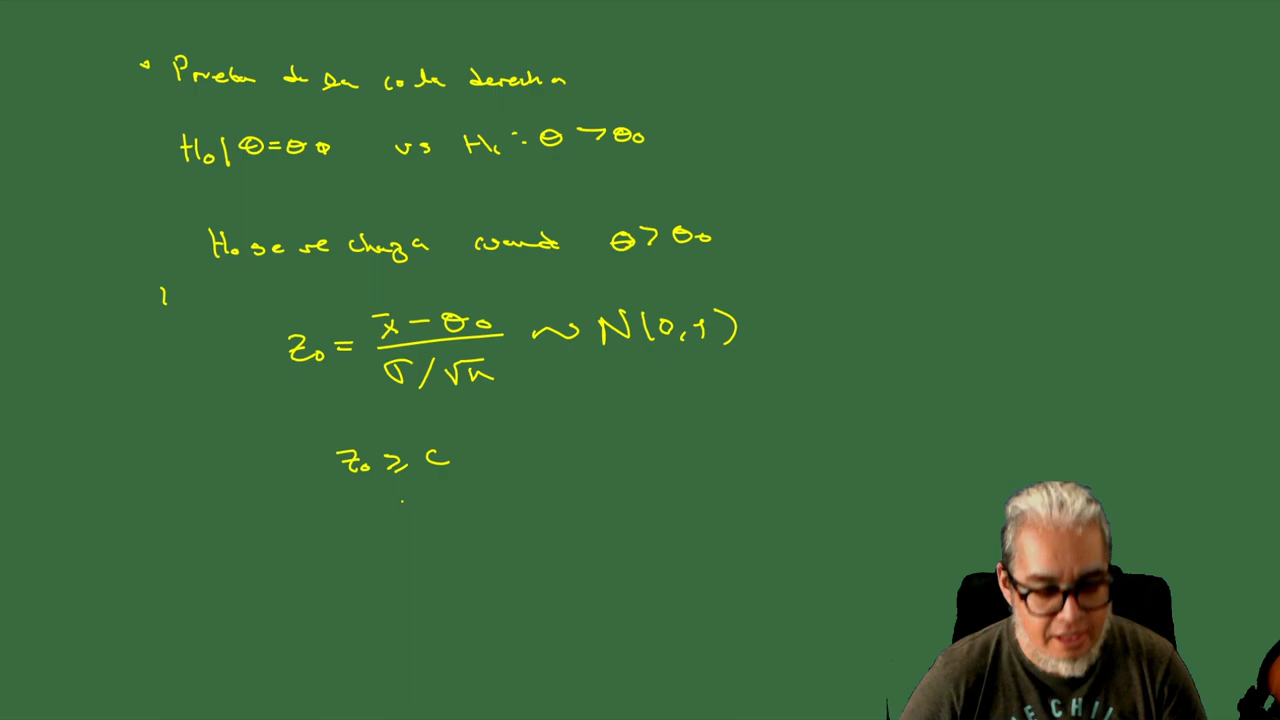 * Prueba de la cola derecha
H₀| θ=θ₀ vs H₁: θ > θ₀
H₀ se rechaza cuando θ > θ₀
Z₀ = (x̄ - θ₀) / (σ/√n) ~ N(0,1)
Z₀ ≥ c
E CHIL